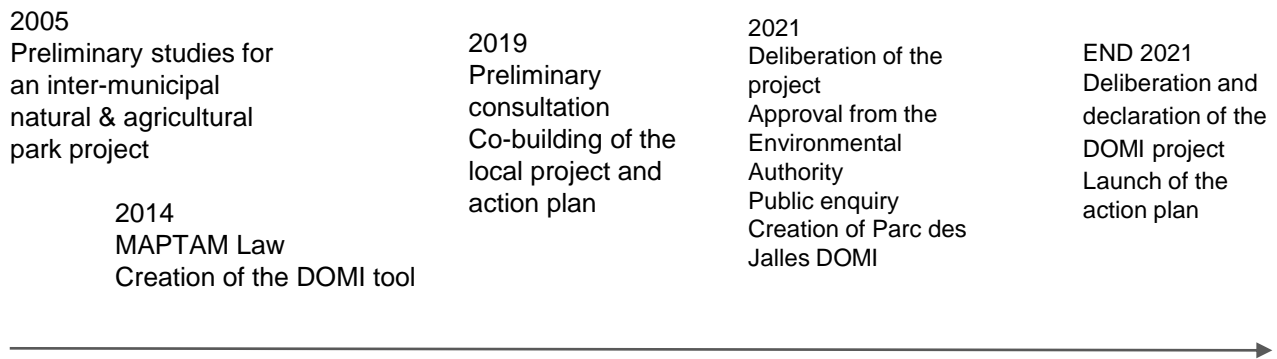 2005
Preliminary studies for
an inter-municipal
natural & agricultural
park project
2014
MAPTAM Law
Creation of the DOMI tool
2019
Preliminary
consultation
Co-building of the
local project and
action plan
2021
Deliberation of the
project
Approval from the
Environmental
Authority
Public enquiry
Creation of Parc des
Jalles DOMI
END 2021
Deliberation and
declaration of the
DOMI project
Launch of the
action plan